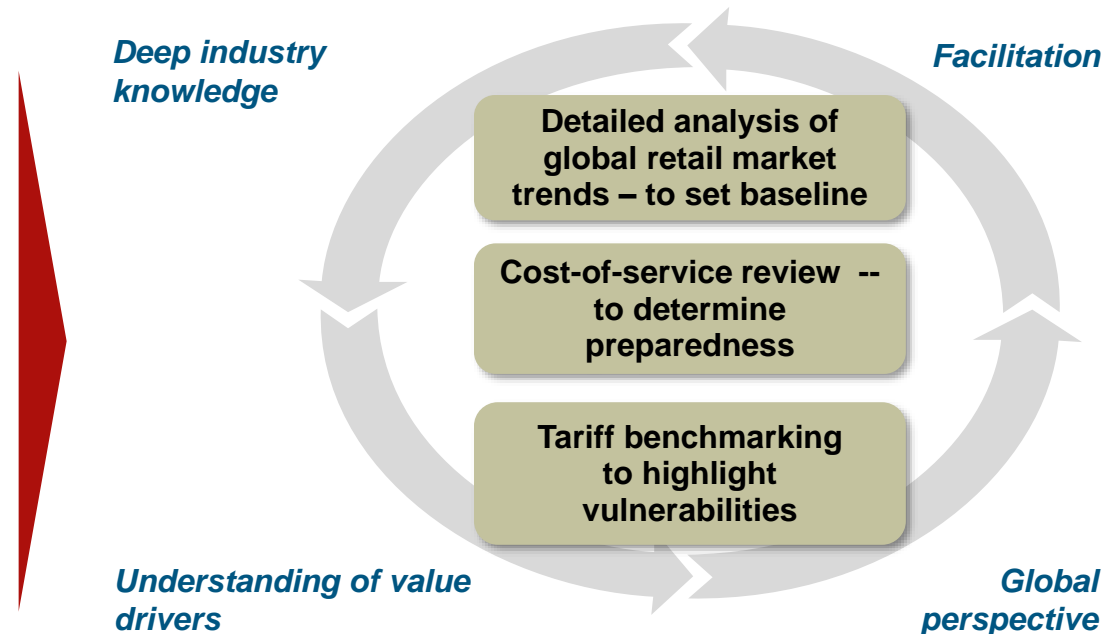 Deep industry
knowledge
Facilitation
Detailed analysis of
global retail market
trends – to set baseline
Cost-of-service review --
to determine
preparedness
Tariff benchmarking
to highlight
vulnerabilities
Understanding of value
drivers
Global
perspective